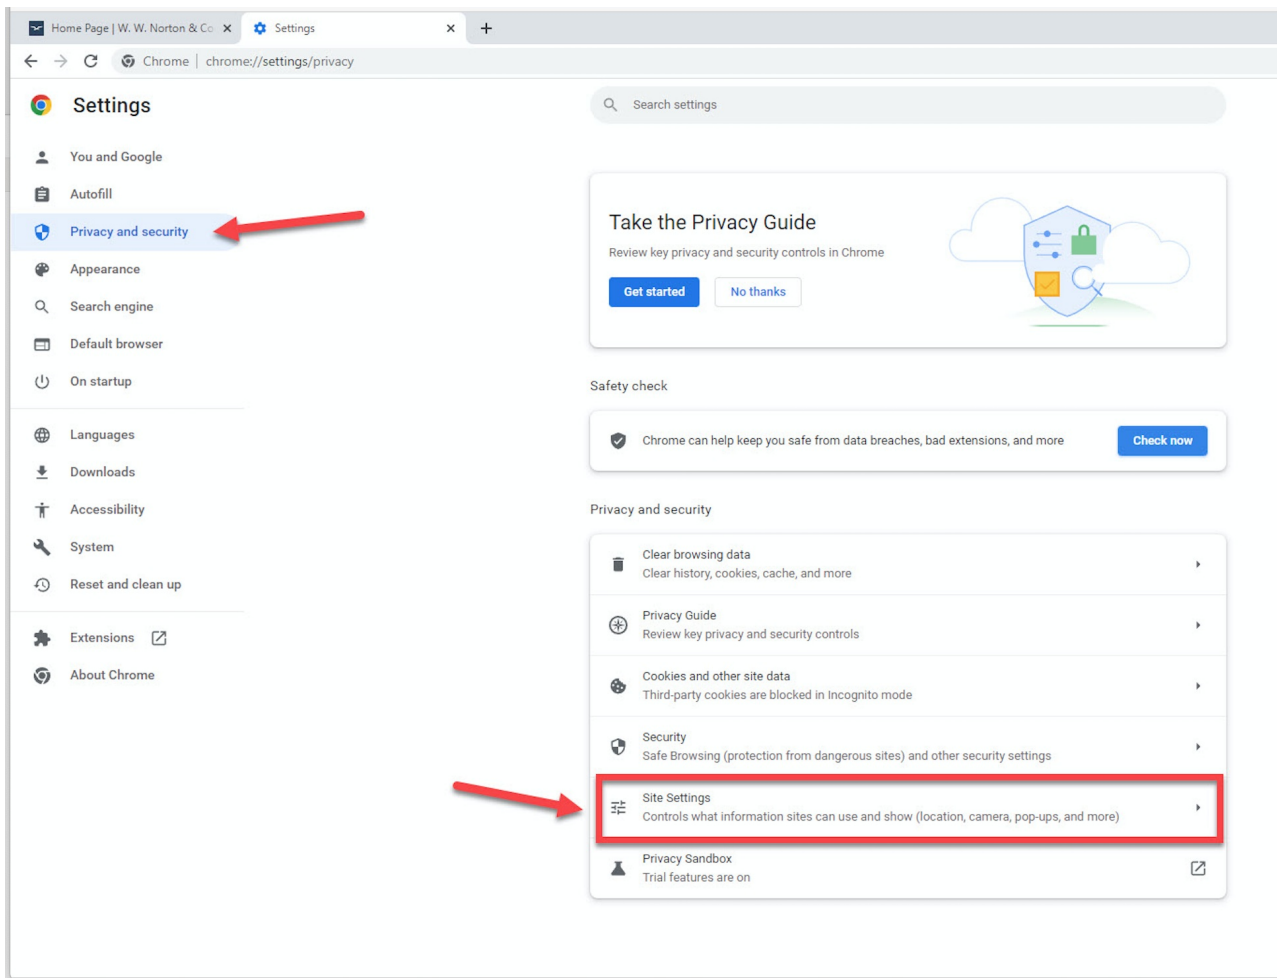 Home Page | W. W. Norton & Co
Settings
Chrome | chrome://settings/privacy
Settings
Search settings
You and Google
Autofill
Privacy and security
Appearance
Search engine
Default browser
On startup
Languages
Downloads
Accessibility
System
Reset and clean up
Extensions
About Chrome
Take the Privacy Guide
Review key privacy and security controls in Chrome
Get started
No thanks
Safety check
Chrome can help keep you safe from data breaches, bad extensions, and more
Check now
Privacy and security
Clear browsing data
Clear history, cookies, cache, and more
Privacy Guide
Review key privacy and security controls
Cookies and other site data
Third-party cookies are blocked in Incognito mode
Security
Safe Browsing (protection from dangerous sites) and other security settings
Site Settings
Controls what information sites can use and show (location, camera, pop-ups, and more)
Privacy Sandbox
Trial features are on